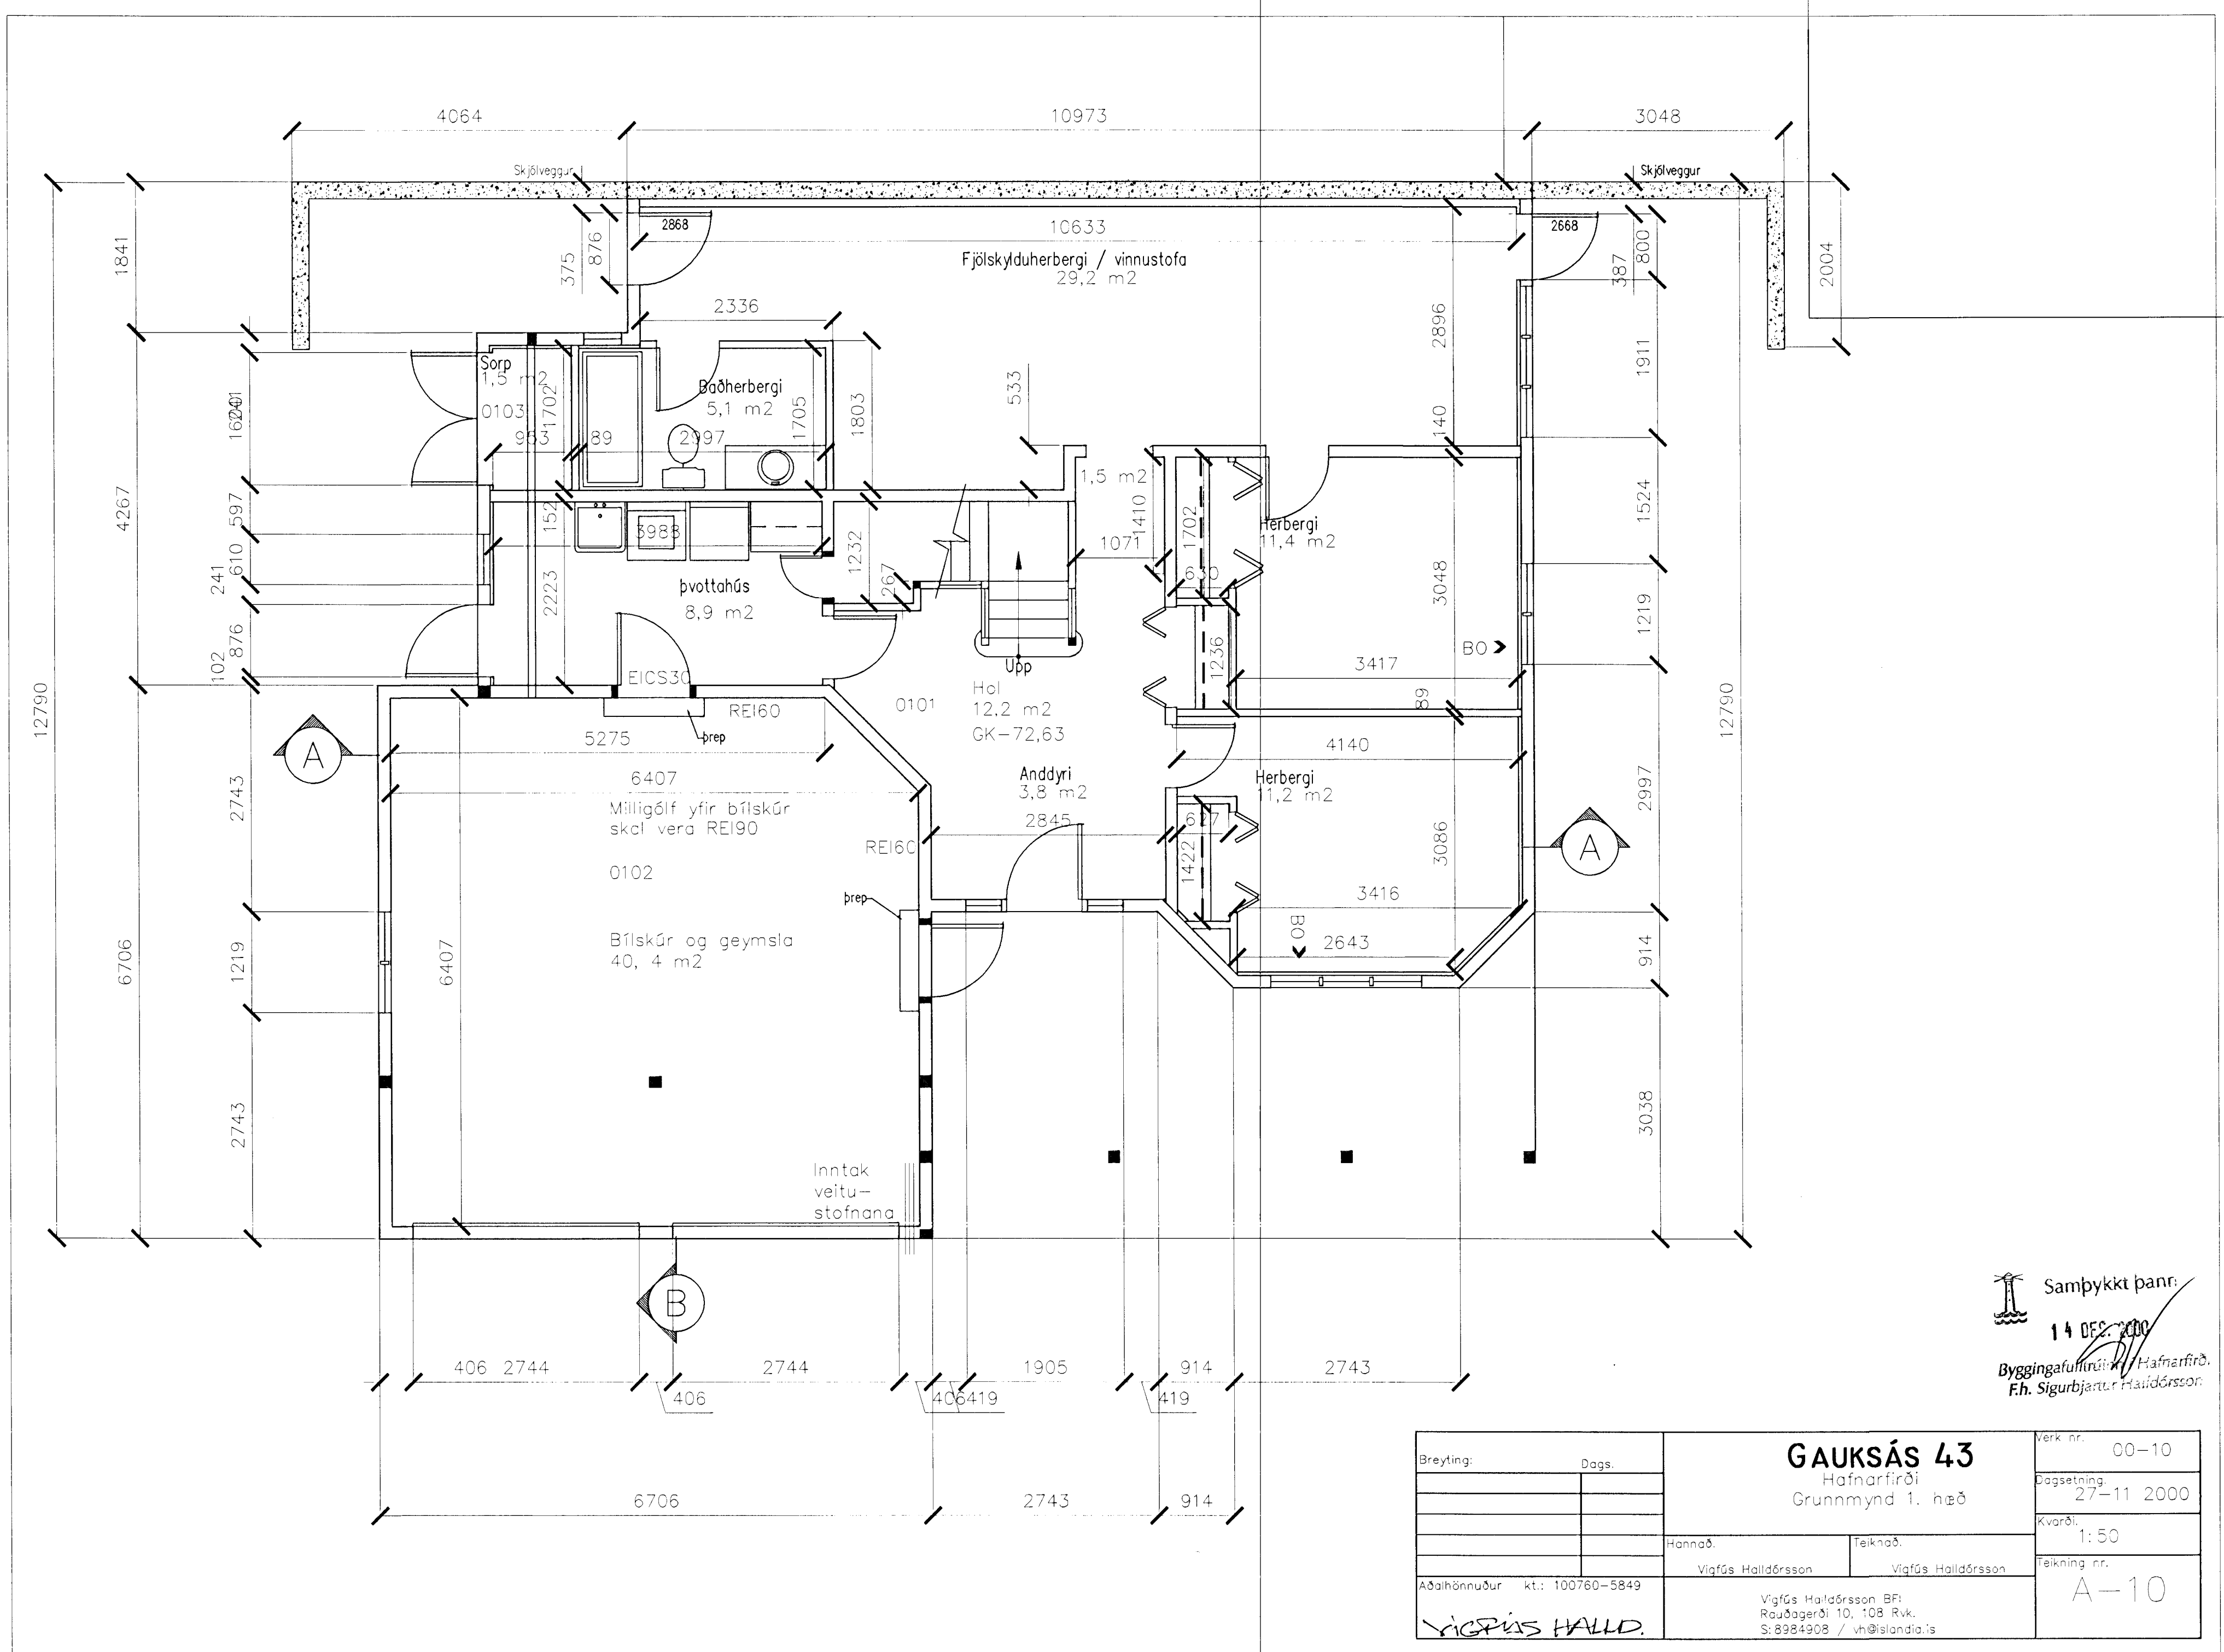 4064
10973
3048
Skjólveggur
Skjólveggur
2868
10633
2668
Fjölskylduherbergi / vinnustofa
29,2 m2
1841
375
876
387
800
2004
2336
2896
1911
533
140
Sorp
1,5 m2
0103
1702
Baðherbergi
5,1 m2
1705
1803
953
89
2997
1,5 m2
1410
1702
Herbergi
11,4 m2
1524
4267
597
610
241
876
102
152
3988
1232
267
1071
630
2223
þvottahús
8,9 m2
3048
1219
BO
EICS30
REI60
þrep
Upp
0101
Hol
12,2 m2
GK-72,63
1236
3417
89
12790
12790
A
5275
4140
6407
Anddyri
3,8 m2
Herbergi
11,2 m2
Milligólf yfir bílskúr
skal vera REI90
2845
627
2743
2997
0102
1422
3086
A
þrep
3416
Bílskúr og geymsla
40, 4 m2
BO
2643
6706
1219
6407
914
2743
3038
Inntak
veitu-
stofnana
B
406 2744
2744
1905
914
2743
406
406
419
419
6706
2743
914
Samþykkt þann:
14 DES. 2000
F.h. Sigurbjartur Halldórsson
Breyting:
Dags.
GAUKSÁS 43
Hafnarfirði
Grunnmynd 1. hæð
Verk nr.
00-10
Dagsetning.
27-11 2000
Kvarði.
1:50
Hannað.
Vigfús Halldórsson
Teiknað.
Vigfús Halldórsson
Teikning nr.
A-10
Aðalhönnuður kt.: 100760-5849
VIGFÚS HALLD.
Vigfús Halldórsson BFI
Rauðagerði 10, 108 Rvk.
S:8984908 / vh@islandia.is